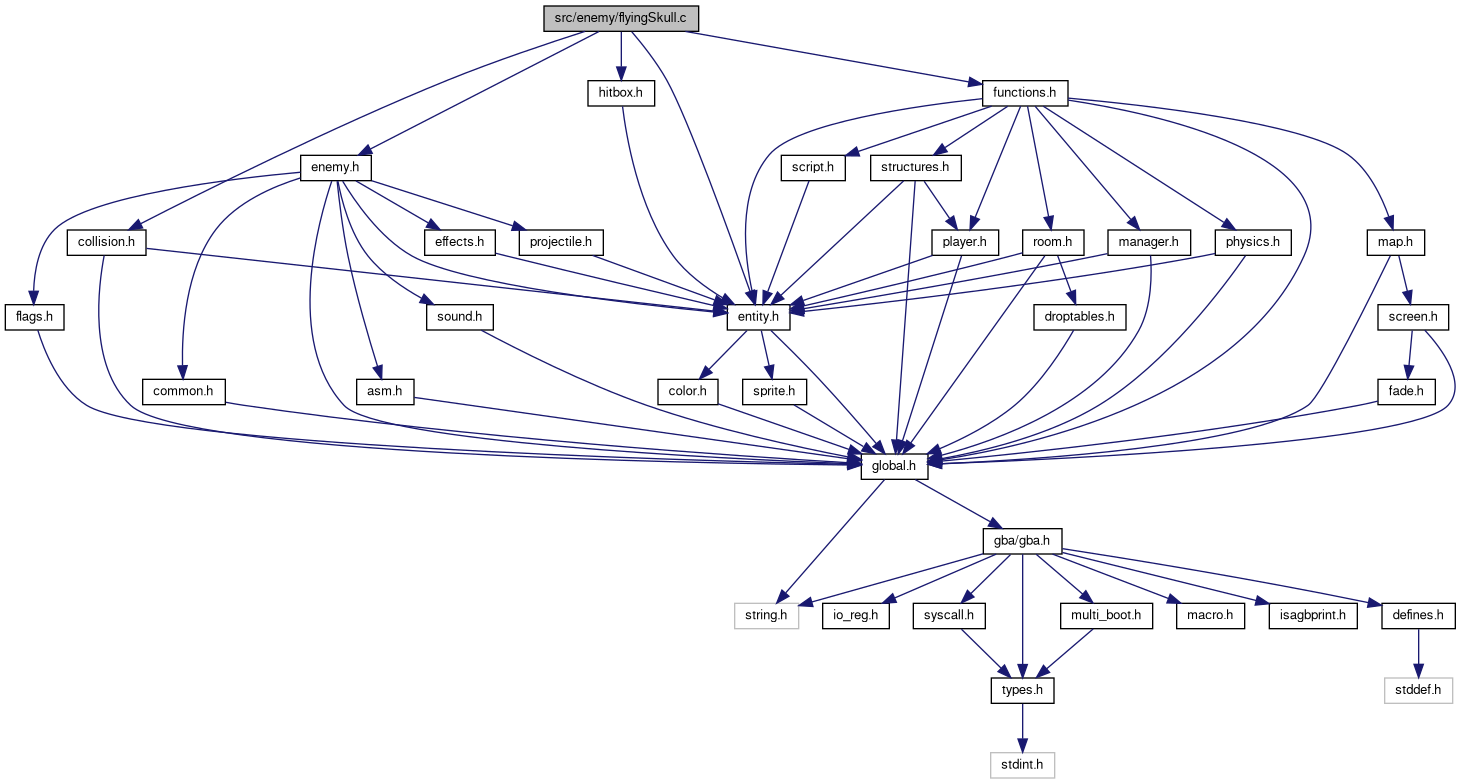 src/enemy/flyingSkull.c
hitbox.h
functions.h
enemy.h
script.h
structures.h
collision.h
effects.h
projectile.h
player.h
room.h
manager.h
physics.h
map.h
flags.h
sound.h
entity.h
droptables.h
screen.h
common.h
asm.h
color.h
sprite.h
fade.h
global.h
gba/gba.h
string.h
io_reg.h
syscall.h
multi_boot.h
macro.h
isagbprint.h
defines.h
types.h
stddef.h
stdint.h